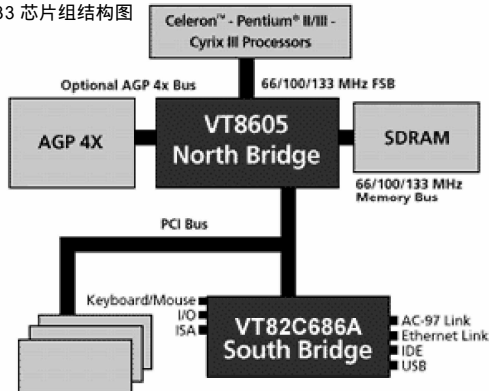 33 芯片组结构图
Celeron™ - Pentium® II/III -
Cyrix III Processors
Optional AGP 4x Bus
66/100/133 MHz FSB
AGP 4X
VT8605
North Bridge
SDRAM
66/100/133 MHz
Memory Bus
PCI Bus
Keyboard/Mouse
I/O
ISA
VT82C686A
South Bridge
AC-97 Link
Ethernet Link
IDE
USB